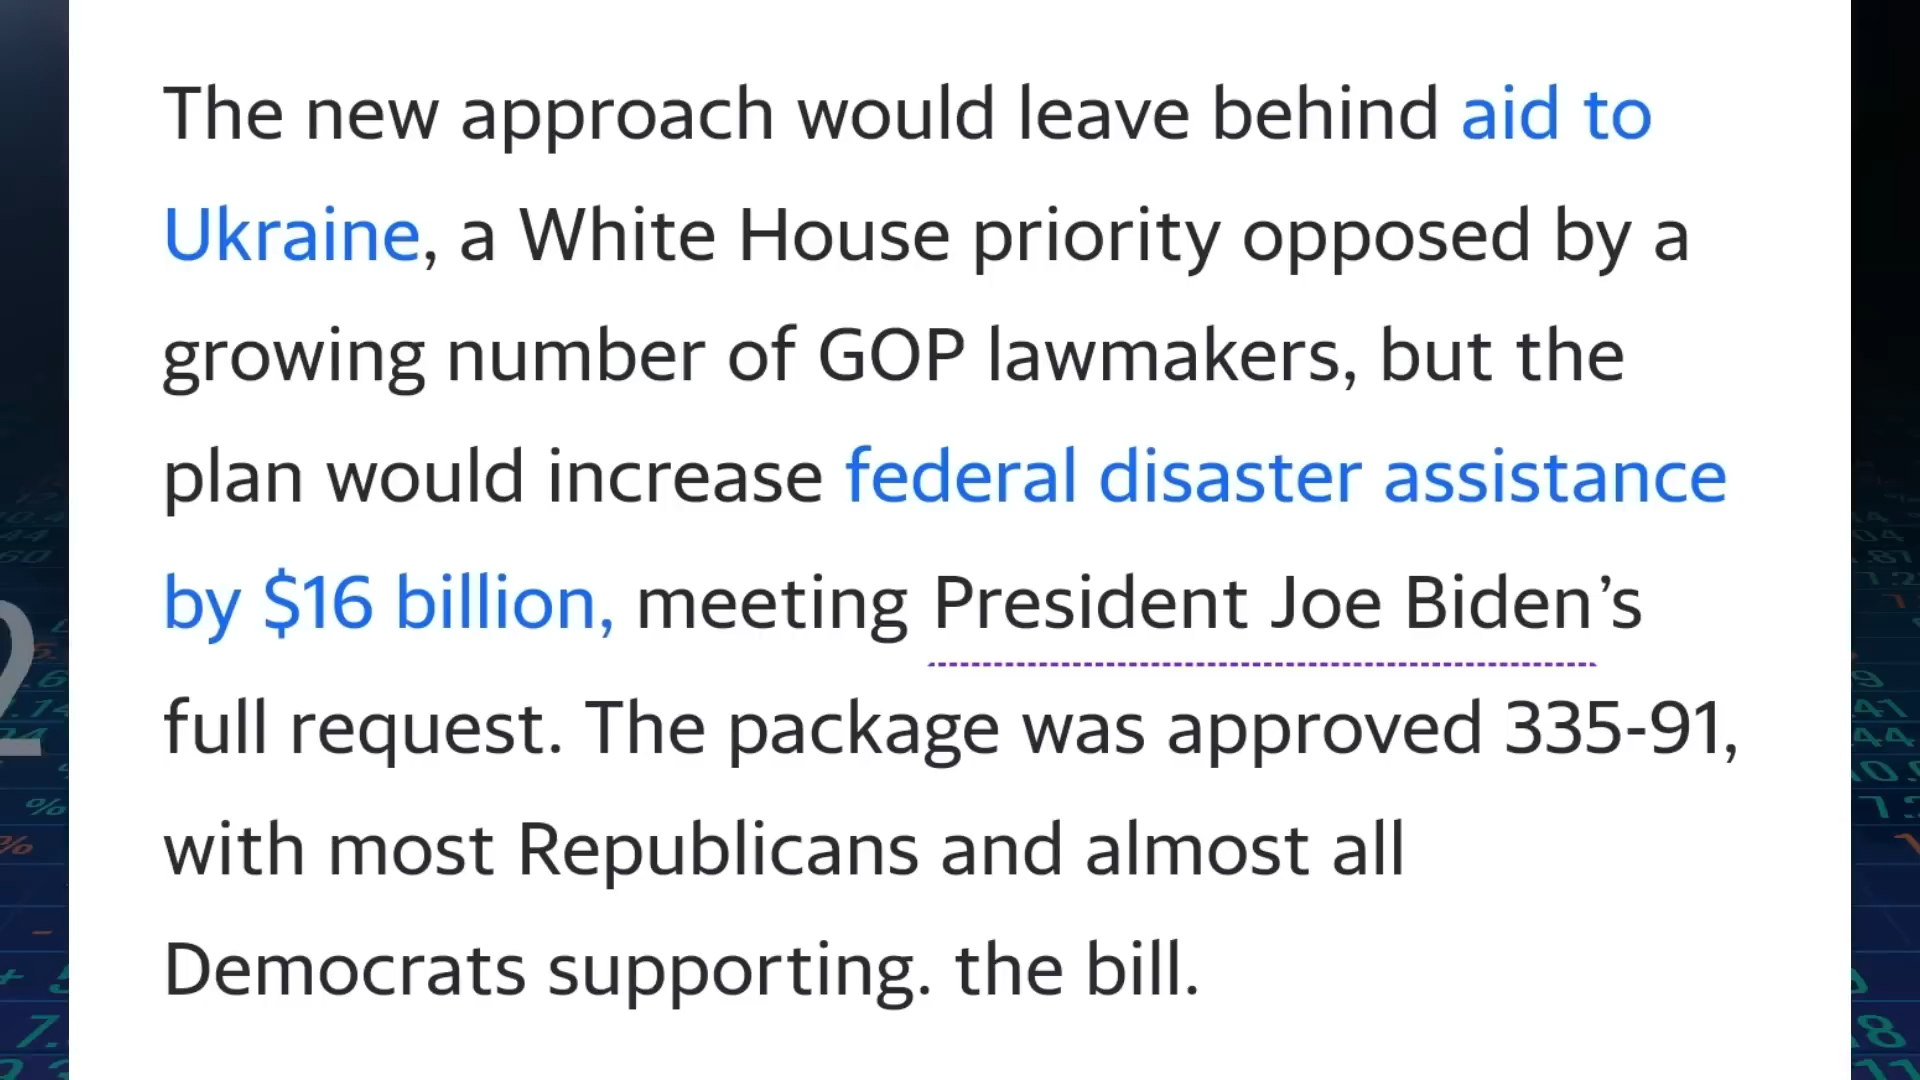 The new approach would leave behind aid to
Ukraine, a White House priority opposed by a
growing number of GOP lawmakers, but the
plan would increase federal disaster assistance
by $16 billion, meeting President Joe Biden’s
full request. The package was approved 335-91,
with most Republicans and almost all
Democrats supporting. the bill.